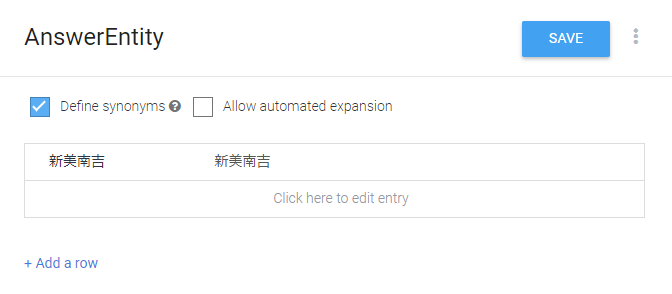 AnswerEntity
SAVE
Define synonyms ?
Allow automated expansion
新美南吉 新美南吉
Click here to edit entry
+ Add a row